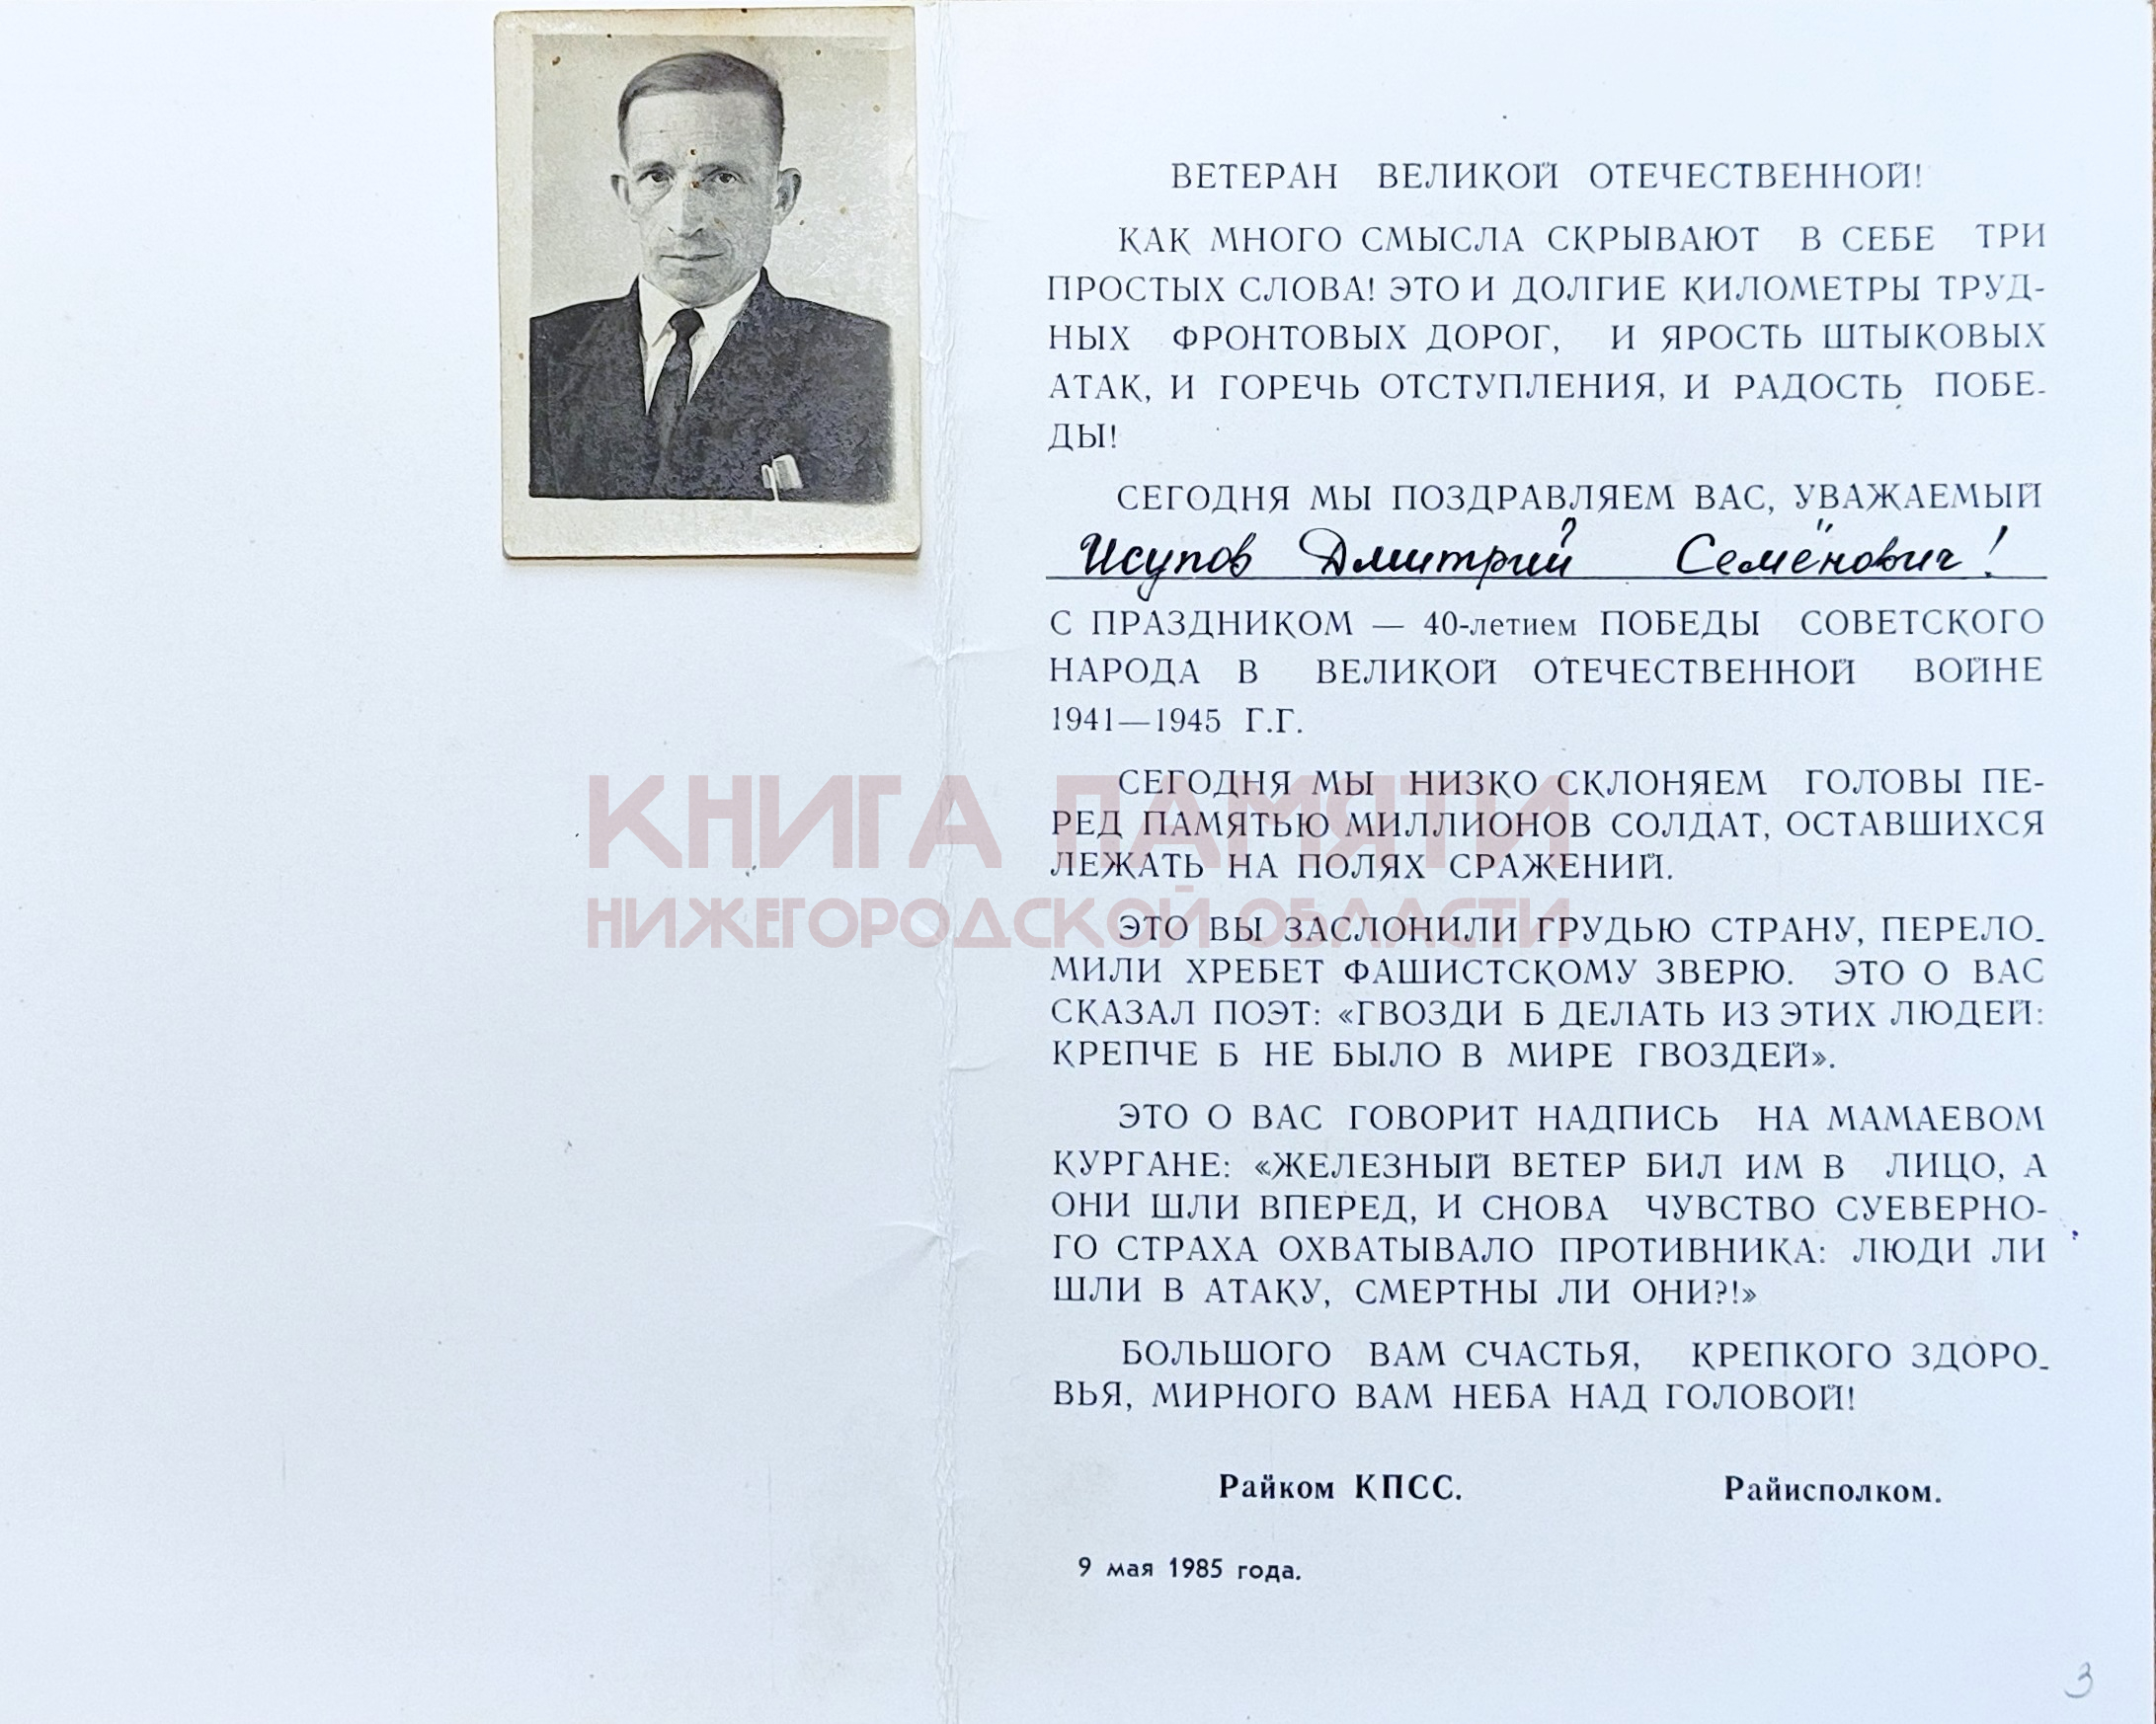 ВЕТЕРАН ВЕЛИКОЙ ОТЕЧЕСТВЕННОЙ!
КАК МНОГО СМЫСЛА СКРЫВАЮТ В СЕБЕ ТРИ
ПРОСТЫХ СЛОВА! ЭТО И ДОЛГИЕ КИЛОМЕТРЫ ТРУД-
НЫХ ФРОНТОВЫХ ДОРОГ, И ЯРОСТЬ ШТЫКОВЫХ
АТАК, И ГОРЕЧЬ ОТСТУПЛЕНИЯ, И РАДОСТЬ ПОБЕ-
ДЫ!
СЕГОДНЯ МЫ ПОЗДРАВЛЯЕМ ВАС, УВАЖАЕМЫЙ
Исупов Дмитрий Семёнович!
С ПРАЗДНИКОМ — 40-летием ПОБЕДЫ СОВЕТСКОГО
НАРОДА В ВЕЛИКОЙ ОТЕЧЕСТВЕННОЙ ВОЙНЕ
1941—1945 Г.Г.
СЕГОДНЯ МЫ НИЗКО СКЛОНЯЕМ ГОЛОВЫ ПЕ-
РЕД ПАМЯТЬЮ МИЛЛИОНОВ СОЛДАТ, ОСТАВШИХСЯ
ЛЕЖАТЬ НА ПОЛЯХ СРАЖЕНИЙ.
ЭТО ВЫ ЗАСЛОНИЛИ ГРУДЬЮ СТРАНУ, ПЕРЕЛО-
МИЛИ ХРЕБЕТ ФАШИСТСКОМУ ЗВЕРЮ. ЭТО О ВАС
СКАЗАЛ ПОЭТ: «ГВОЗДИ Б ДЕЛАТЬ ИЗ ЭТИХ ЛЮДЕЙ:
КРЕПЧЕ Б НЕ БЫЛО В МИРЕ ГВОЗДЕЙ».
ЭТО О ВАС ГОВОРИТ НАДПИСЬ НА МАМАЕВОМ
КУРГАНЕ: «ЖЕЛЕЗНЫЙ ВЕТЕР БИЛ ИМ В ЛИЦО, А
ОНИ ШЛИ ВПЕРЕД, И СНОВА ЧУВСТВО СУЕВЕРНО-
ГО СТРАХА ОХВАТЫВАЛО ПРОТИВНИКА: ЛЮДИ ЛИ
ШЛИ В АТАКУ, СМЕРТНЫ ЛИ ОНИ?!»
БОЛЬШОГО ВАМ СЧАСТЬЯ, КРЕПКОГО ЗДОРО-
ВЬЯ, МИРНОГО ВАМ НЕБА НАД ГОЛОВОЙ!
Райком КПСС. Райисполком.
9 мая 1985 года.
3
КНИГА ПАМЯТИ
НИЖЕГОРОДСКОЙ ОБЛАСТИ